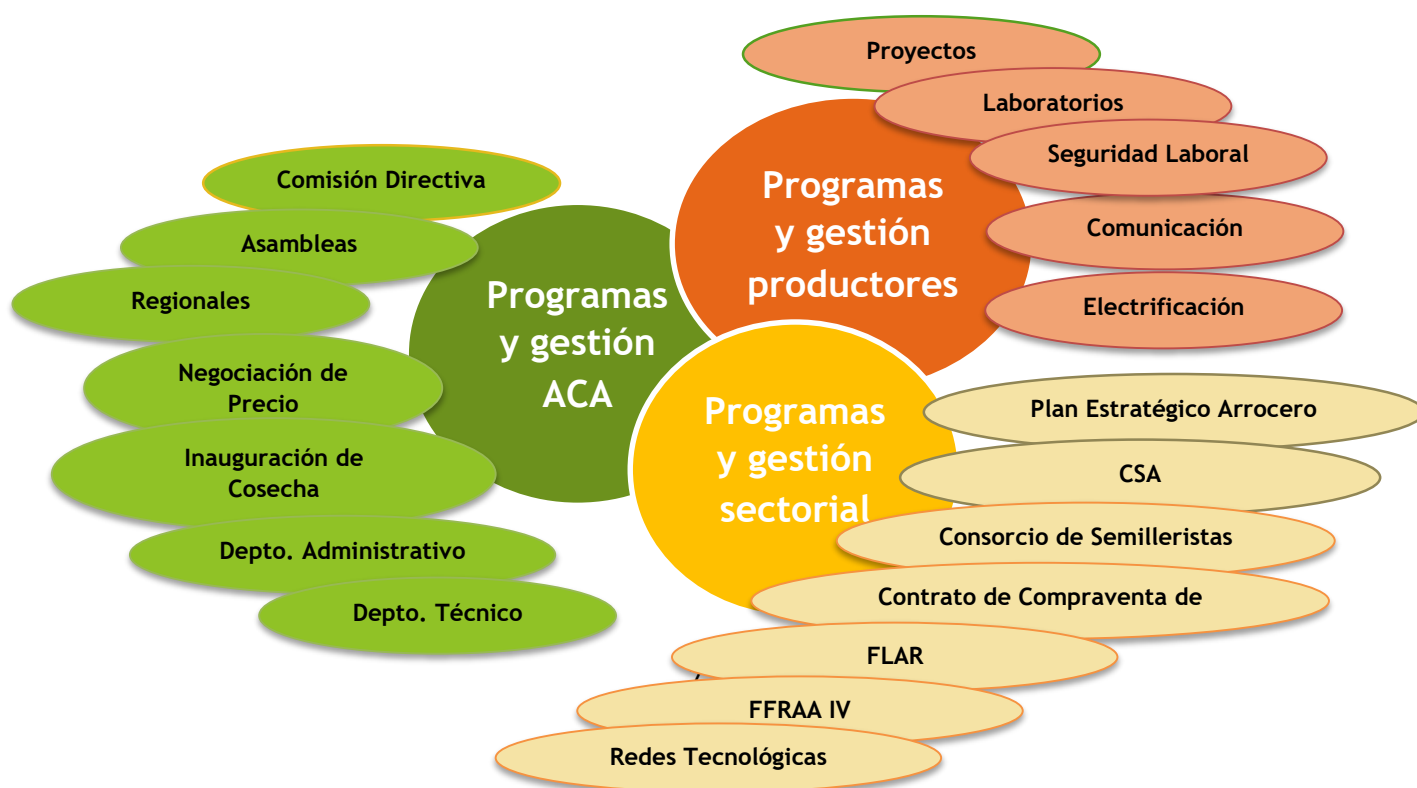 Comisión Directiva
Asambleas
Regionales
Negociación de
Precio
Inauguración de
Cosecha
Depto. Administrativo
Depto. Técnico
Programas
y gestión
ACA
Programas
y gestión
productores
Proyectos
Laboratorios
Seguridad Laboral
Comunicación
Electrificación
Programas
y gestión
sectorial
Plan Estratégico Arrocero
CSA
Consorcio de Semilleristas
Contrato de Compraventa de
FLAR
FFRAA IV
Redes Tecnológicas